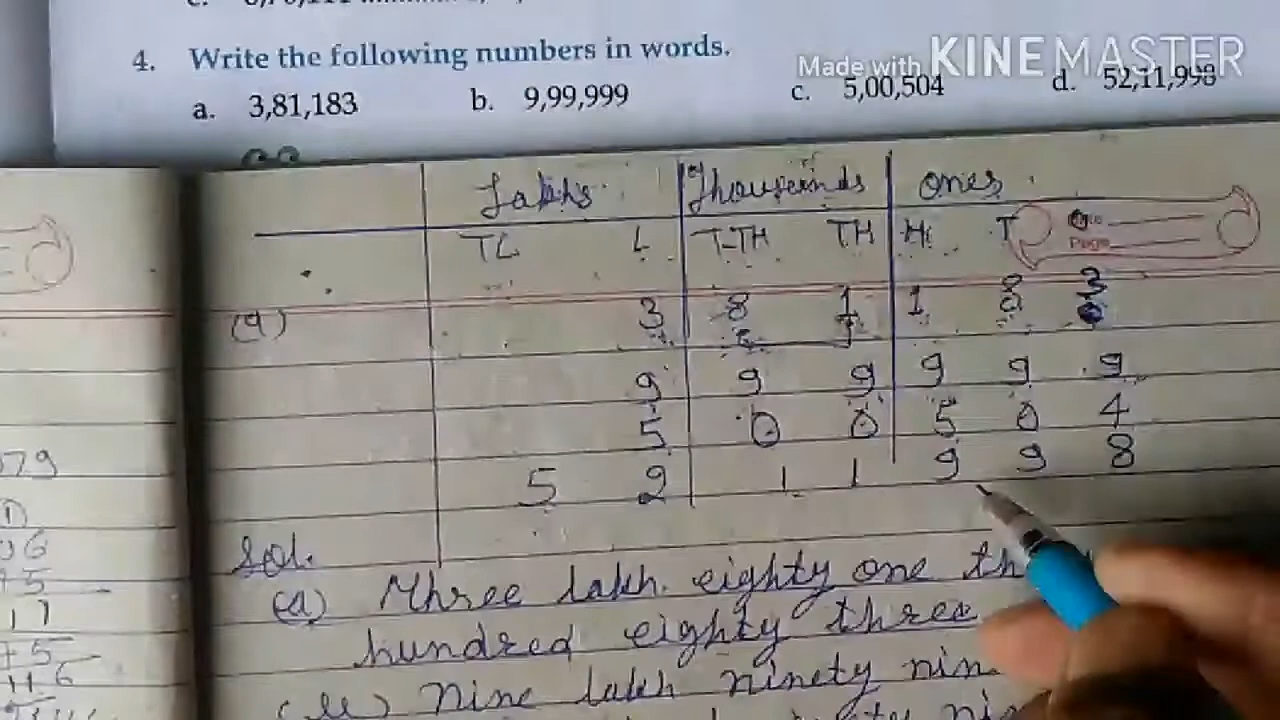 4. Write the following numbers in words.
Made with KINEMASTER
a. 3,81,183 b. 9,99,999 c. 5,00,504 d. 52,11,998
Lakhs Thousands ones
TL L T-TH TH H T
Page
(a) 3 8 1 1 8 3
9 9 9 9 9 9
5 0 0 5 0 4
5 2 1 1 9 9 8
Sol.
(a) Three lakh eighty one th
hundred eighty three
Nine lakh ninety nin